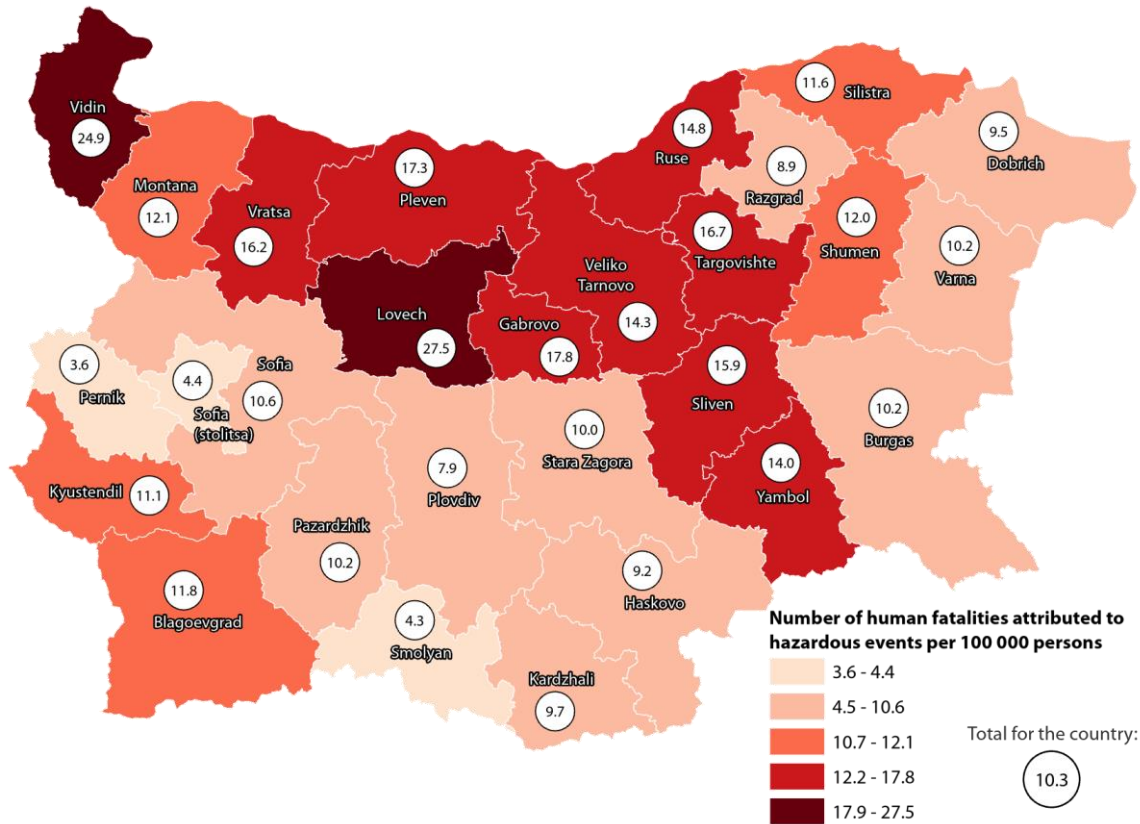 Vidin
24.9
Montana
12.1
Vratsa
16.2
17.3
Pleven
Lovech
27.5
Veliko
Tarnovo
14.3
Gabrovo
17.8
14.8
Ruse
16.7
Targovishte
8.9
Razgrad
11.6
Silistra
9.5
Dobrich
12.0
Shumen
10.2
Varna
3.6
Pernik
4.4
Sofia
(stolitsa)
Sofia
10.6
Kyustendil
11.1
11.8
Blagoevgrad
Pazardzhik
10.2
7.9
Plovdiv
10.0
Stara Zagora
15.9
Sliven
14.0
Yambol
10.2
Burgas
9.2
Haskovo
4.3
Smolyan
Kardzhali
9.7
Number of human fatalities attributed to
hazardous events per 100 000 persons
3.6 - 4.4
4.5 - 10.6
10.7 - 12.1
12.2 - 17.8
17.9 - 27.5
Total for the country:
10.3